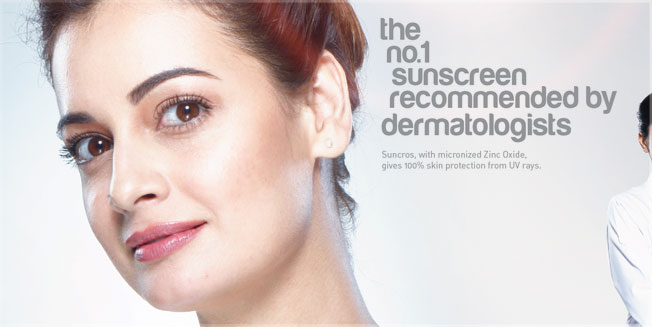 the
no.1
sunscreen
recommended by
dermatologists
Suncros, with micronized Zinc Oxide,
gives 100% skin protection from UV rays.